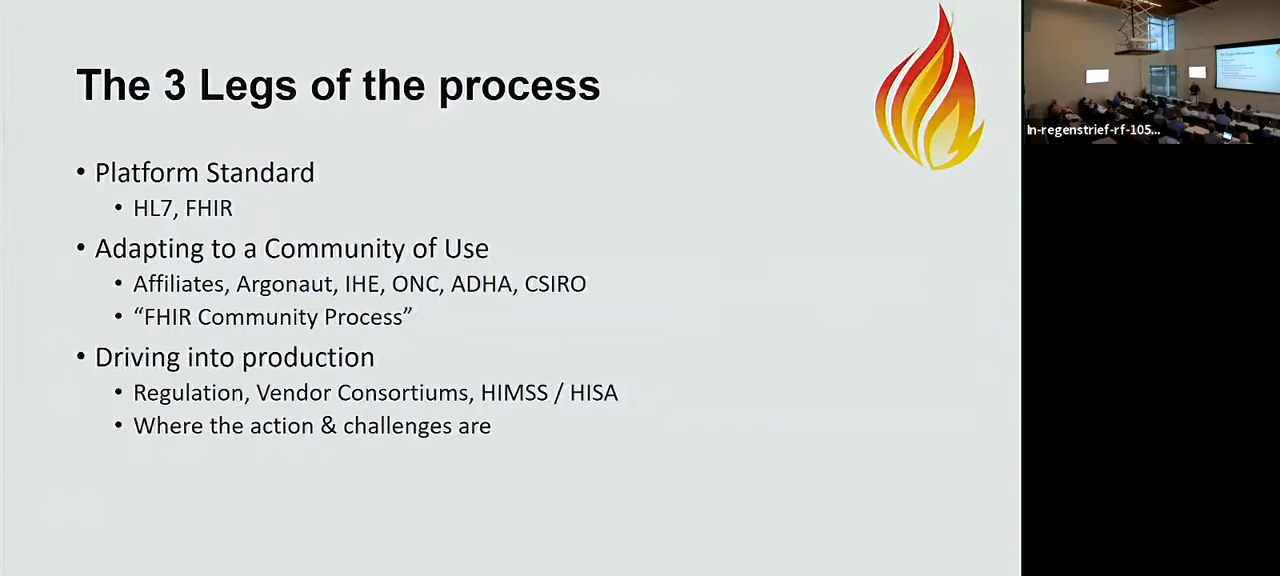 The 3 Legs of the process
• Platform Standard
• HL7, FHIR
• Adapting to a Community of Use
• Affiliates, Argonaut, IHE, ONC, ADHA, CSIRO
• “FHIR Community Process”
• Driving into production
• Regulation, Vendor Consortiums, HIMSS / HISA
• Where the action & challenges are
In-regenstrief-rf-105...